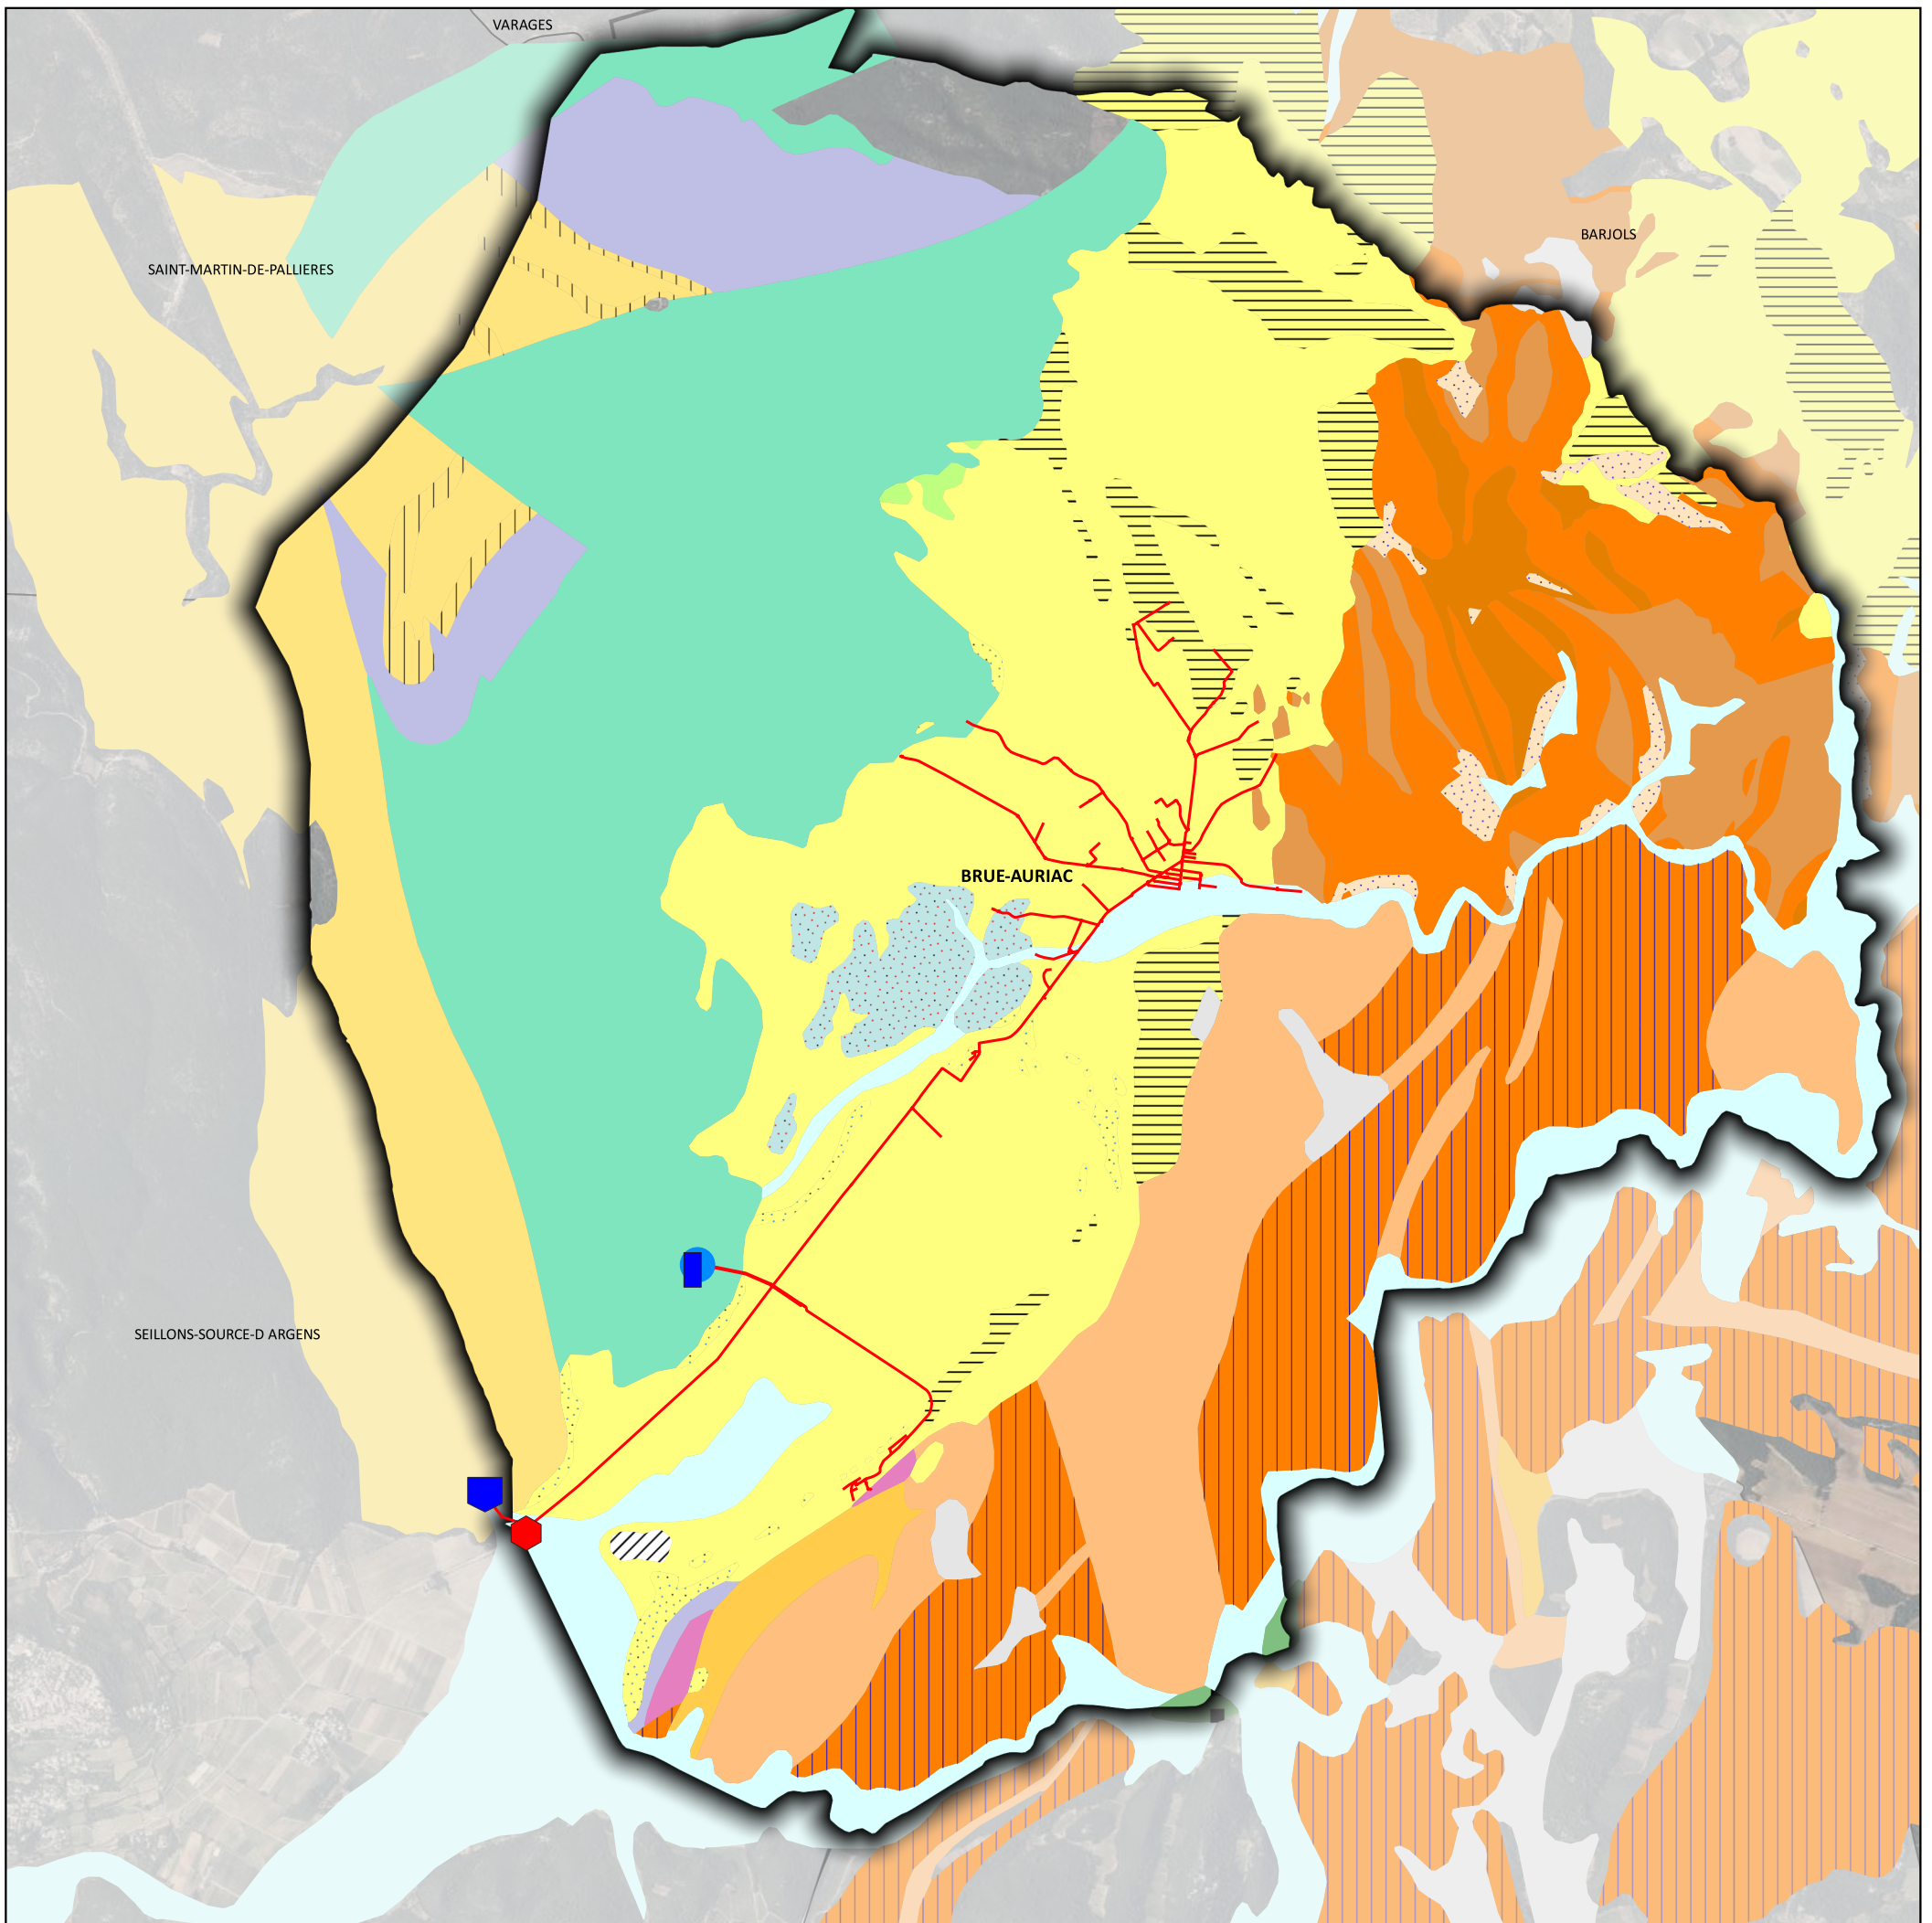 VARAGES
BARJOLS
SAINT-MARTIN-DE-PALLIERES
BRUE-AURIAC
SEILLONS-SOURCE-D ARGENS